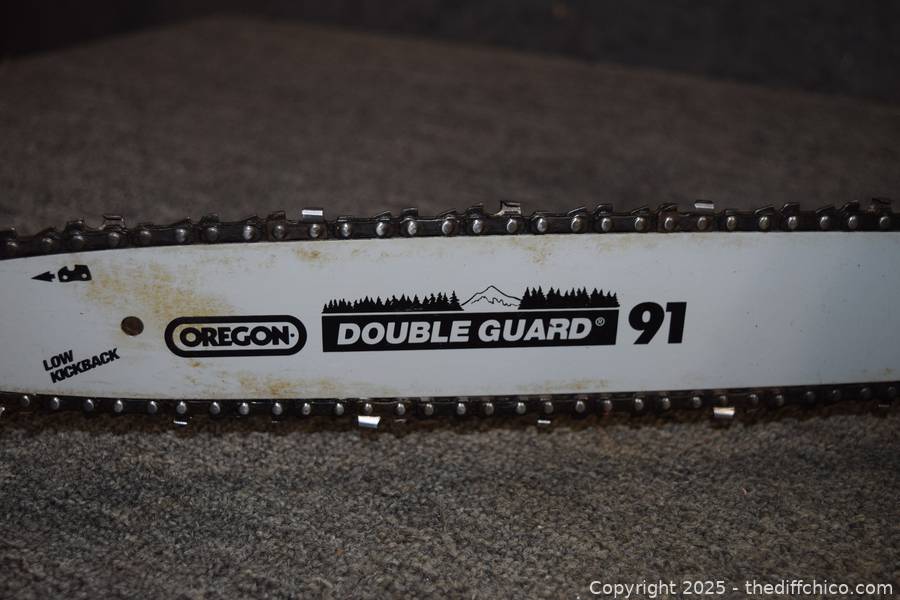 OREGON
DOUBLE GUARD® 91
LOW
KICKBACK
Copyright 2025 - thediffchico.com